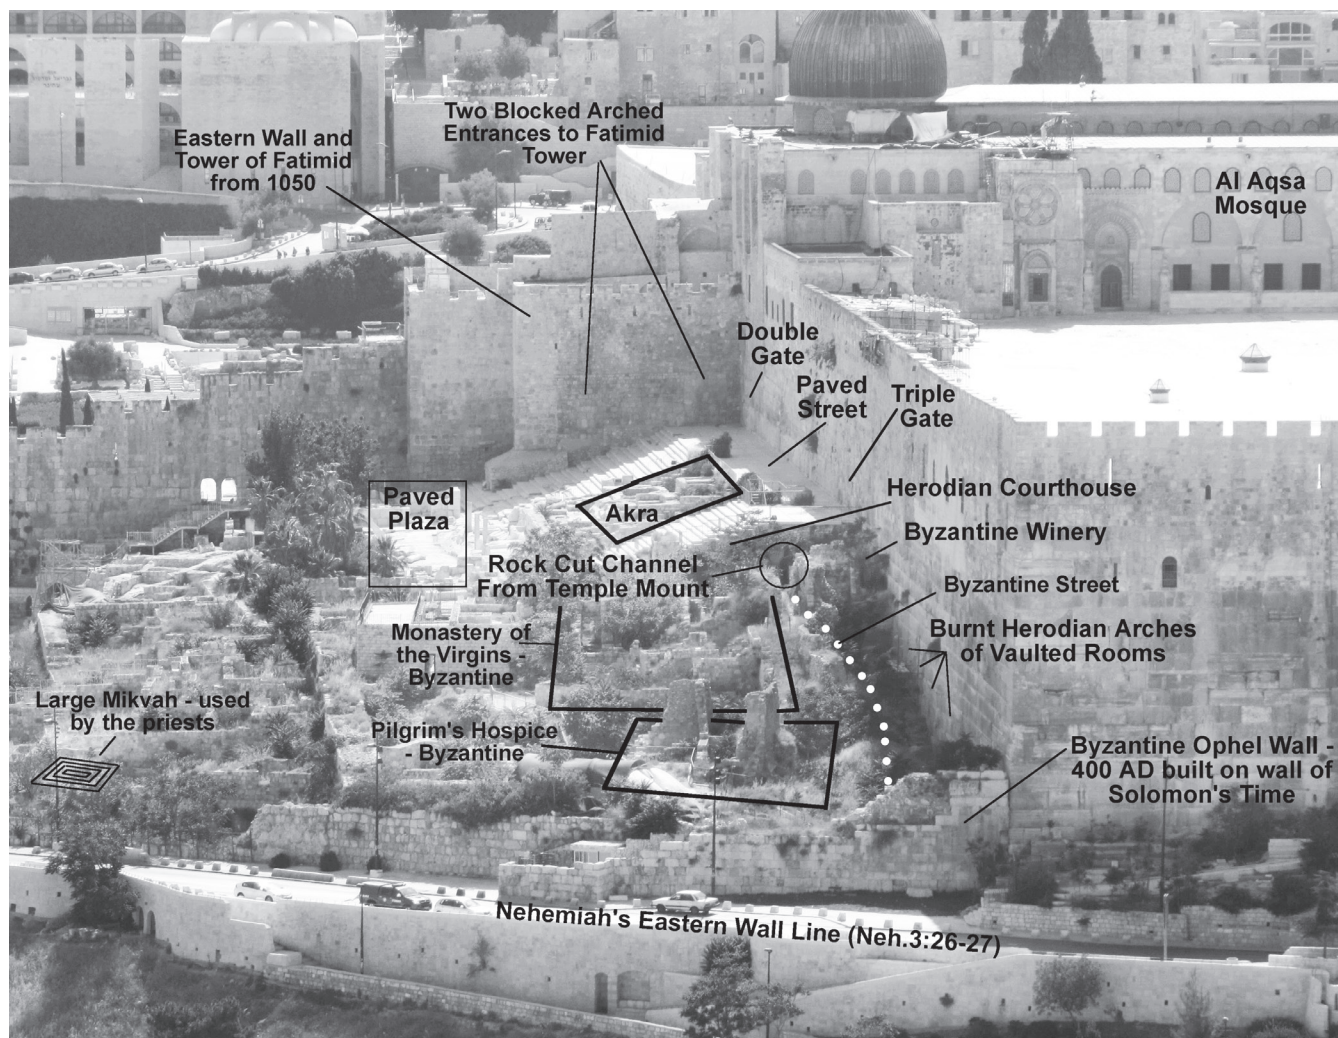 Two Blocked Arched
Entrances to Fatimid
Tower
Eastern Wall and
Tower of Fatimid
from 1050
Al Aqsa
Mosque
Double
Gate
Paved
Street
Triple
Gate
Paved
Plaza
Akra
Herodian Courthouse
Byzantine Winery
Rock Cut Channel
From Temple Mount
Byzantine Street
Monastery of
the Virgins -
Byzantine
Burnt Herodian Arches
of Vaulted Rooms
Large Mikvah - used
by the priests
Pilgrim's Hospice
- Byzantine
Byzantine Ophel Wall -
400 AD built on wall of
Solomon's Time
Nehemiah's Eastern Wall Line (Neh.3:26-27)